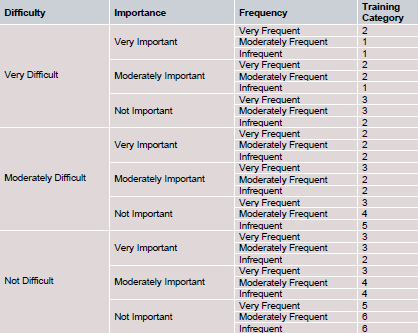 Difficulty Importance Frequency Training Category
Very Difficult Very Important Very Frequent 2
Moderately Frequent 1
Infrequent 1
Moderately Important Very Frequent 2
Moderately Frequent 2
Infrequent 1
Not Important Very Frequent 3
Moderately Frequent 3
Infrequent 2
Moderately Difficult Very Important Very Frequent 2
Moderately Frequent 2
Infrequent 2
Moderately Important Very Frequent 3
Moderately Frequent 2
Infrequent 2
Not Important Very Frequent 3
Moderately Frequent 4
Infrequent 5
Not Difficult Very Important Very Frequent 3
Moderately Frequent 3
Infrequent 2
Moderately Important Very Frequent 3
Moderately Frequent 4
Infrequent 4
Not Important Very Frequent 5
Moderately Frequent 6
Infrequent 6